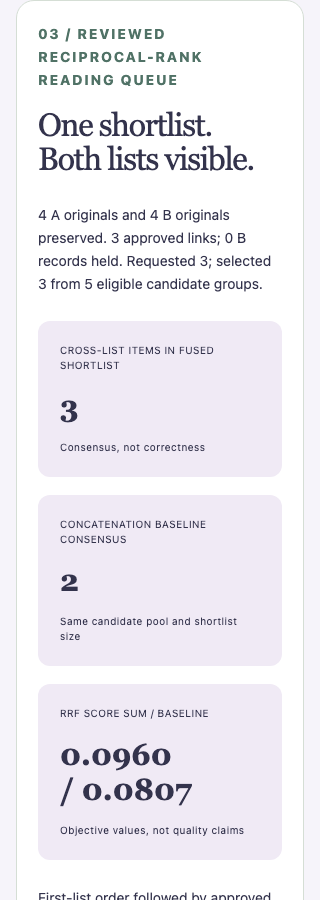 03 / REVIEWED
RECIPROCAL-RANK
READING QUEUE
One shortlist.
Both lists visible.
4 A originals and 4 B originals
preserved. 3 approved links; 0 B
records held. Requested 3; selected
3 from 5 eligible candidate groups.
CROSS-LIST ITEMS IN FUSED
SHORTLIST
3
Consensus, not correctness
CONCATENATION BASELINE
CONSENSUS
2
Same candidate pool and shortlist
size
RRF SCORE SUM / BASELINE
0.0960
/ 0.0807
Objective values, not quality claims
First-list order followed by approved